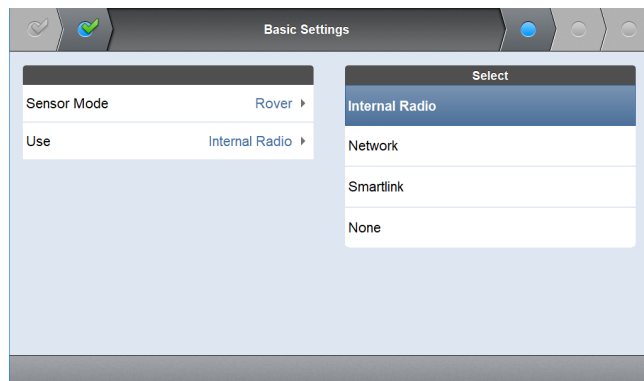 Basic Settings
Sensor Mode Rover
Use Internal Radio
Select
Internal Radio
Network
Smartlink
None